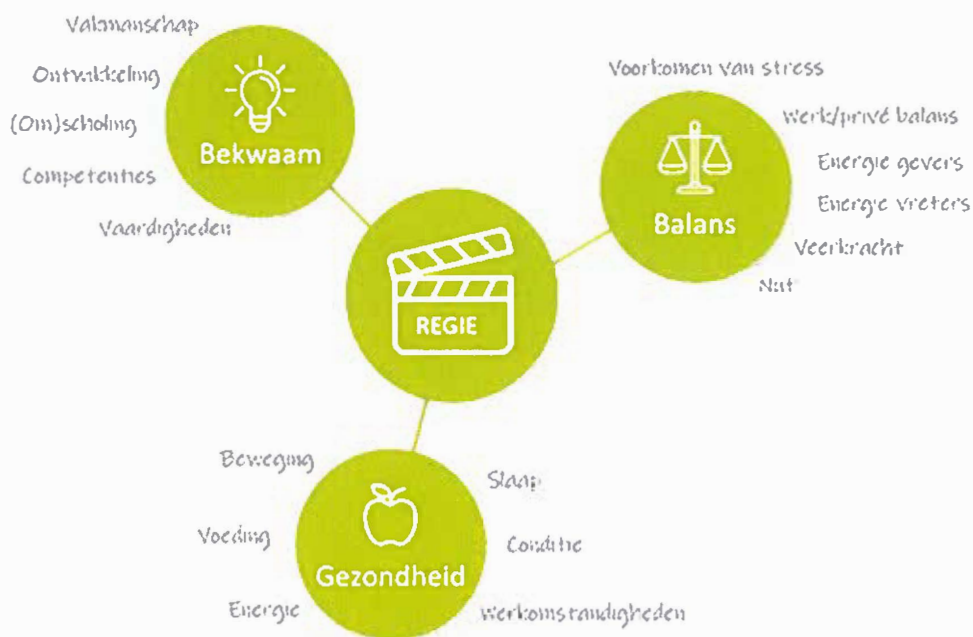 Vakmanschap
Ontwikkeling
(Om)scholing
Competenties
Vaardigheden
Bekwaam
Voorkomen van stress
Werk/privé balans
Energie gevers
Energie vreters
Veerkracht
Nut
Balans
REGIE
Beweging
Voeding
Energie
Slaap
Conditie
Werkomstandigheden
Gezondheid